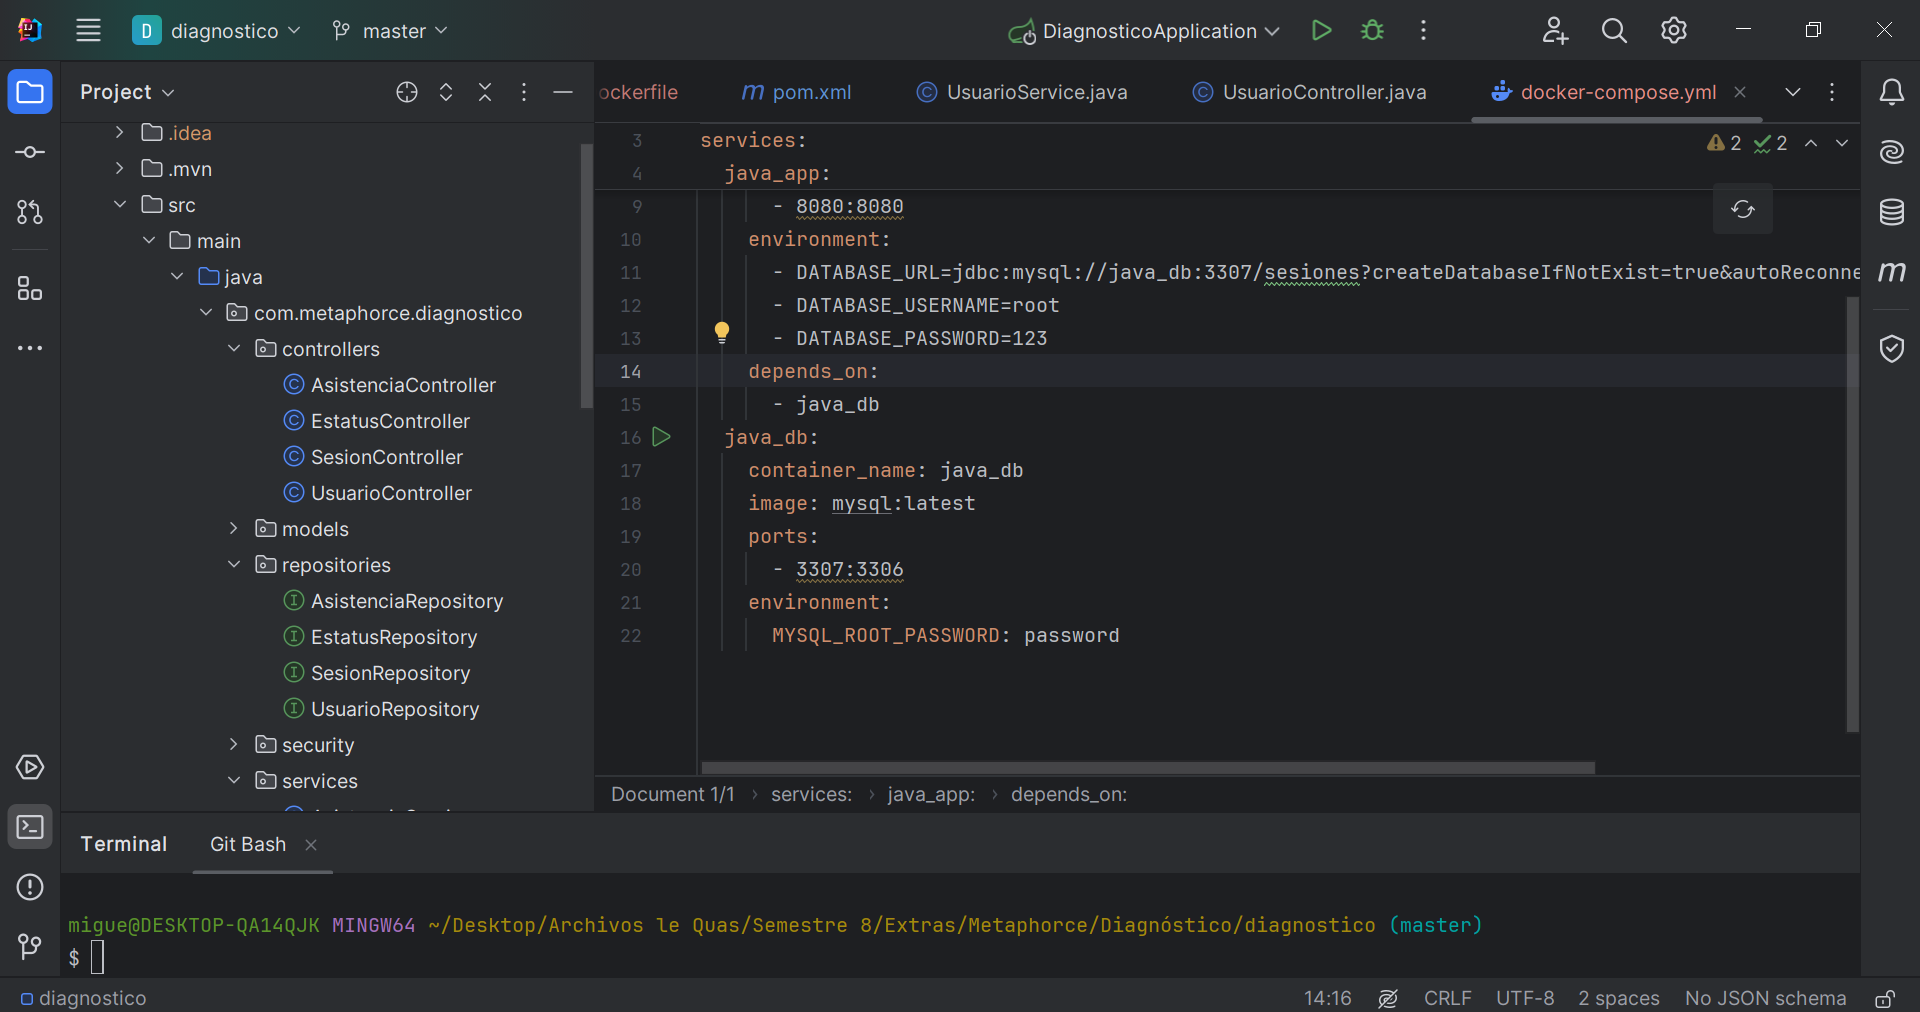 D diagnostico master DiagnosticoApplication
Project
.idea
.mvn
src
main
java
com.metaphorce.diagnostico
controllers
AsistenciaController
EstatusController
SesionController
UsuarioController
models
repositories
AsistenciaRepository
EstatusRepository
SesionRepository
UsuarioRepository
security
services
ockerfile pom.xml UsuarioService.java UsuarioController.java docker-compose.yml
2 2
3 services:
4 java_app:
9 - 8080:8080
10 environment:
11 - DATABASE_URL=jdbc:mysql://java_db:3307/sesiones?createDatabaseIfNotExist=true&autoReconne
12 - DATABASE_USERNAME=root
13 - DATABASE_PASSWORD=123
14 depends_on:
15 - java_db
16 java_db:
17 container_name: java_db
18 image: mysql:latest
19 ports:
20 - 3307:3306
21 environment:
22 MYSQL_ROOT_PASSWORD: password
Document 1/1 › services: › java_app: › depends_on:
Terminal Git Bash
migue@DESKTOP-QA14QJK MINGW64 ~/Desktop/Archivos le Quas/Semestre 8/Extras/Metaphorce/Diagnóstico/diagnostico (master)
$
diagnostico 14:16 CRLF UTF-8 2 spaces No JSON schema